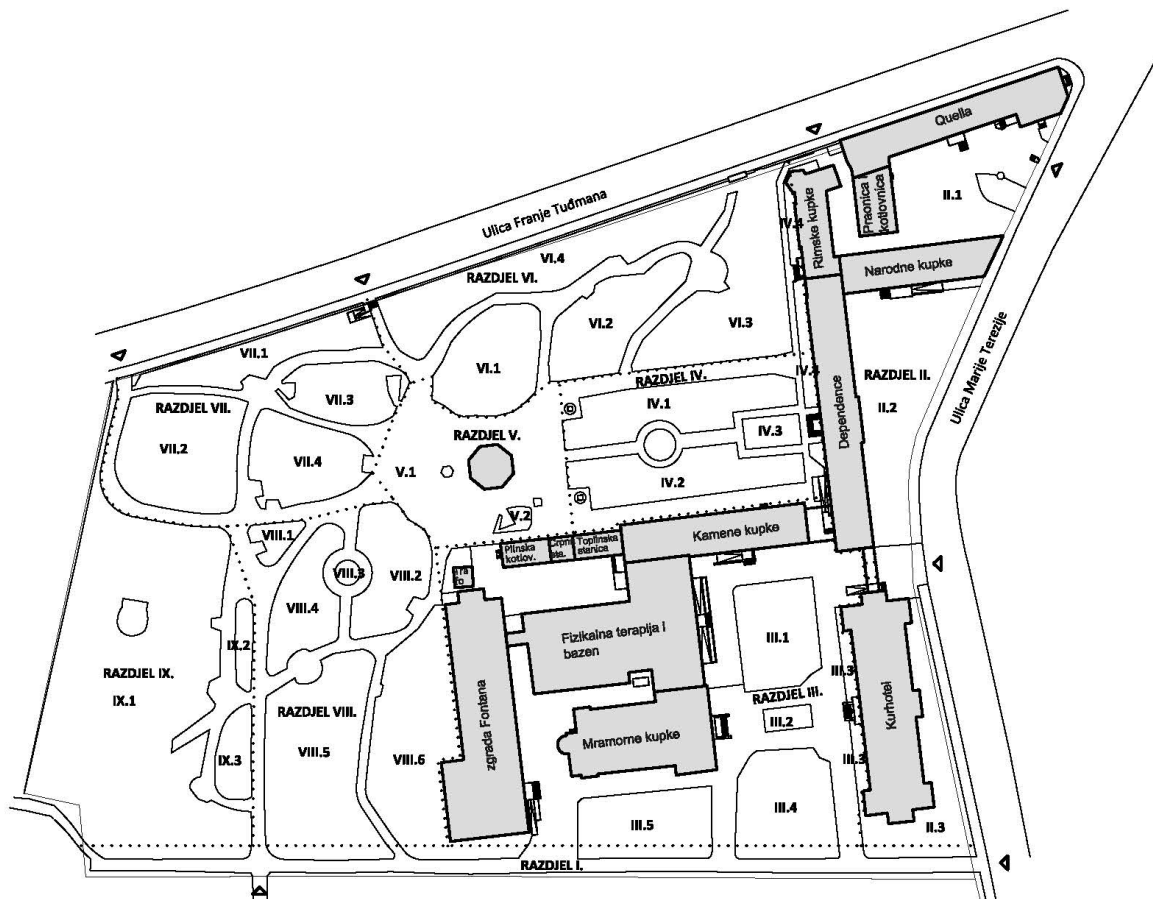 Quella
Ulica Franje Tuđmana
Praonica i
kotlovnica
II.1
Rimske kupke
IV.4
Narodne kupke
VI.4
RAZDJEL VI.
VI.2
VI.3
VII.1
VI.1
RAZDJEL IV.
IV.4
RAZDJEL II.
Ulica Marije Terezije
VII.3
RAZDJEL VII.
IV.1
II.2
Dependence
VII.2
RAZDJEL V.
IV.3
VII.4
V.1
IV.2
V.2
VIII.1
Kamene kupke
Plinska
kotlov.
Crpna
sta.
Toplinska
stanica
VIII.3
VIII.2
VIII.4
III.1
Fizikalna terapija i
bazen
IX.2
RAZDJEL IX.
IX.1
III.3
RAZDJEL III.
RAZDJEL VIII.
III.2
Kurhotel
zgrada Fontana
Mramorne kupke
VIII.5
VIII.6
IX.3
III.3
III.4
III.5
II.3
RAZDJEL I.